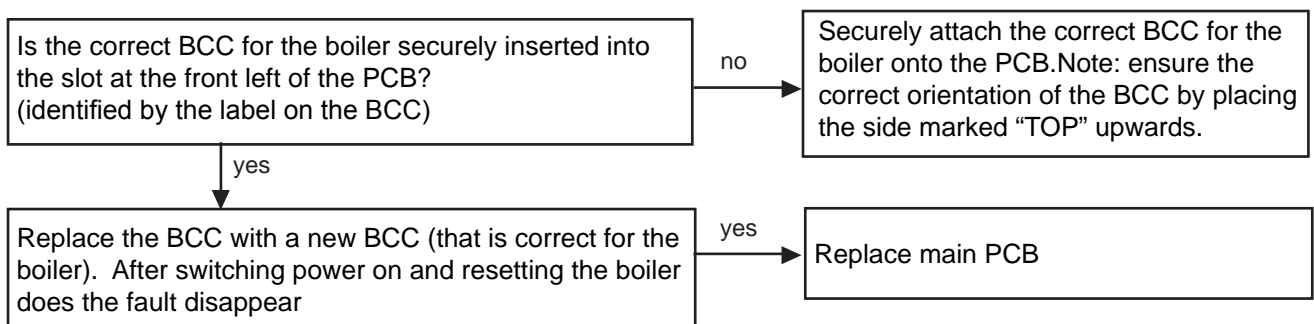 Is the correct BCC for the boiler securely inserted into
the slot at the front left of the PCB?
(identified by the label on the BCC)
no
Securely attach the correct BCC for the
boiler onto the PCB.Note: ensure the
correct orientation of the BCC by placing
the side marked “TOP” upwards.
yes
Replace the BCC with a new BCC (that is correct for the
boiler).  After switching power on and resetting the boiler
does the fault disappear
yes
Replace main PCB